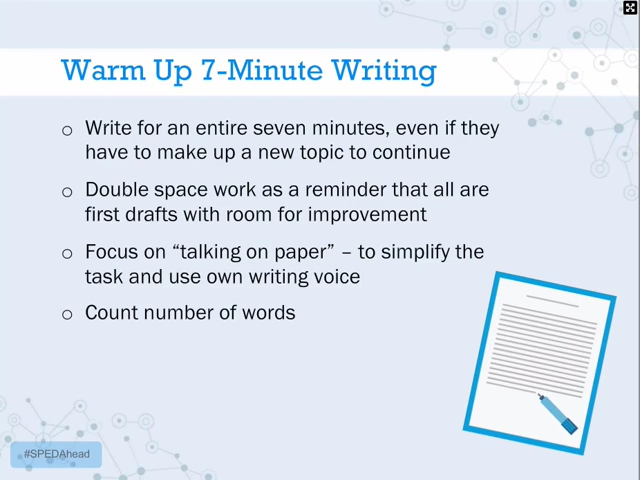 Warm Up 7-Minute Writing
o Write for an entire seven minutes, even if they
have to make up a new topic to continue
o Double space work as a reminder that all are
first drafts with room for improvement
o Focus on “talking on paper” – to simplify the
task and use own writing voice
o Count number of words
#SPEDAhead